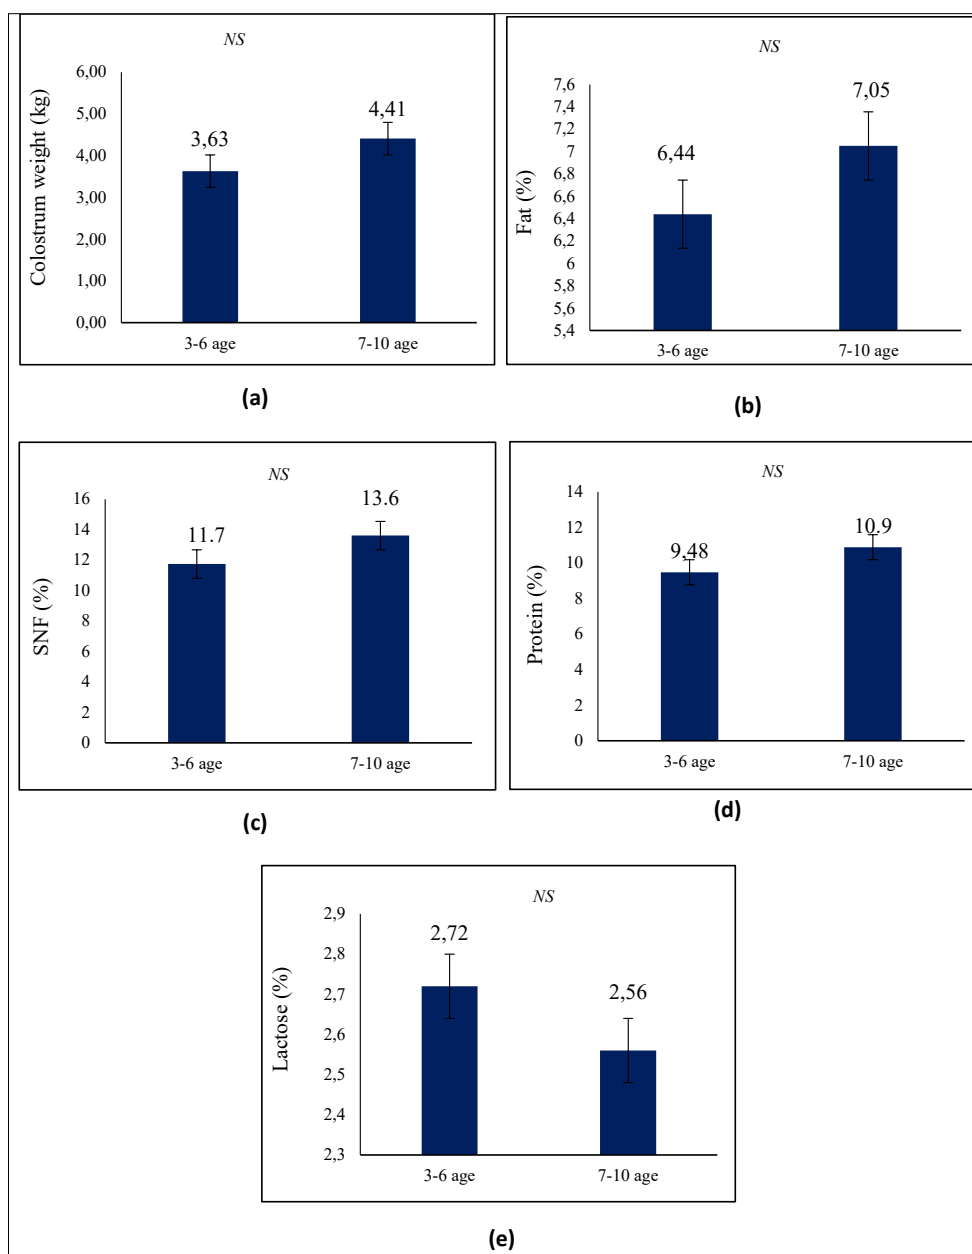 NS
Colostrum weight (kg)
6,00
5,00
4,00
3,00
2,00
1,00
0,00
3,63
4,41
3-6 age
7-10 age
(a)
NS
Fat (%)
7,6
7,4
7,2
7
6,8
6,6
6,4
6,2
6
5,8
5,6
5,4
6,44
7,05
3-6 age
7-10 age
(b)
NS
SNF (%)
16
14
12
10
8
6
4
2
0
11.7
13.6
3-6 age
7-10 age
(c)
NS
Protein (%)
14
12
10
8
6
4
2
0
9,48
10.9
3-6 age
7-10 age
(d)
NS
Lactose (%)
2,9
2,8
2,7
2,6
2,5
2,4
2,3
2,72
2,56
3-6 age
7-10 age
(e)